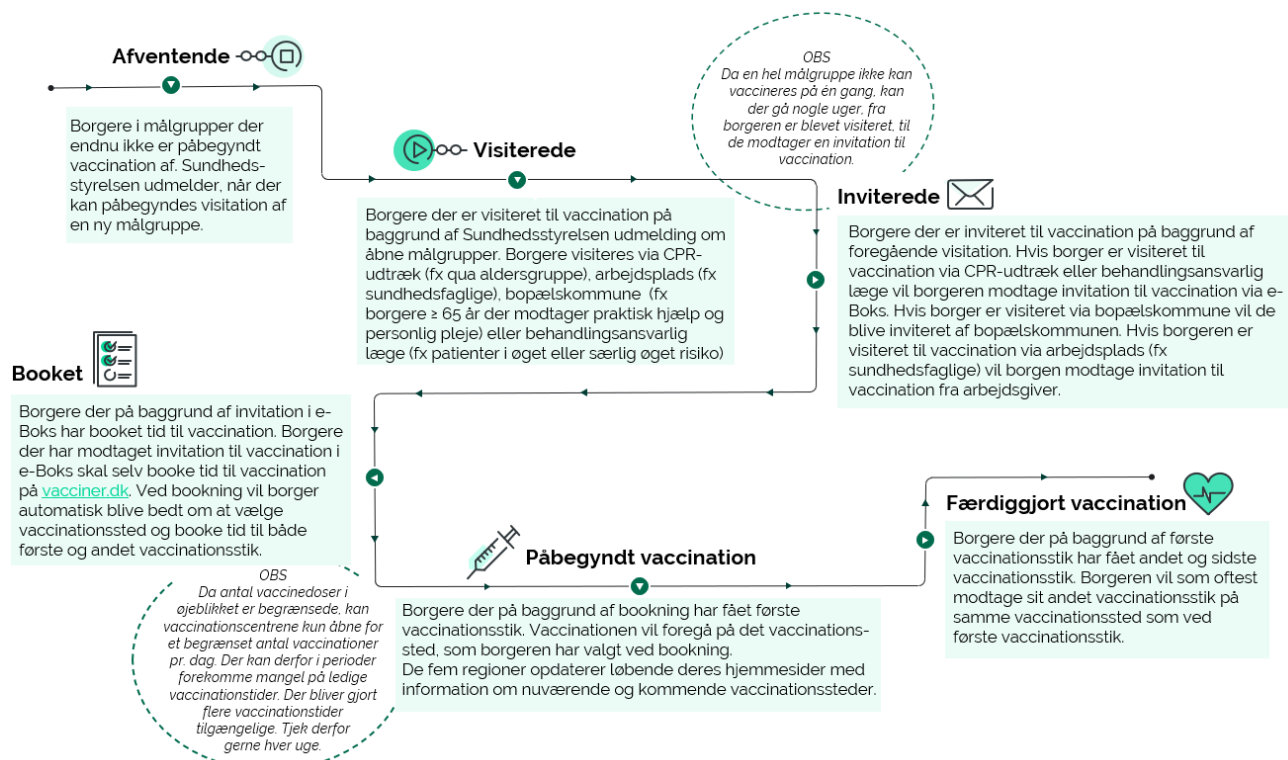 Afventende
Borgere i målgrupper der
endnu ikke er påbegyndt
vaccination af. Sundheds-
styrelsen udmelder, når der
kan påbegyndes visitation af
en ny målgruppe.
Visiterede
Borgere der er visiteret til vaccination på
baggrund af Sundhedsstyrelsen udmelding om
åbne målgrupper. Borgere visiteres via CPR-
udtræk (fx qua aldersgruppe), arbejdsplads (fx
sundhedsfaglige), bopælskommune (fx
borgere ≥ 65 år der modtager praktisk hjælp og
personlig pleje) eller behandlingsansvarlig
læge (fx patienter i øget eller særlig øget risiko)
OBS
Da en hel målgruppe ikke kan
vaccineres på én gang, kan
der gå nogle uger, fra
borgeren er blevet visiteret, til
de modtager en invitation til
vaccination.
Inviterede
Borgere der er inviteret til vaccination på baggrund af
foregående visitation. Hvis borger er visiteret til
vaccination via CPR-udtræk eller behandlingsansvarlig
læge vil borgeren modtage invitation til vaccination via e-
Boks. Hvis borger er visiteret via bopælskommune vil de
blive inviteret af bopælskommunen. Hvis borgeren er
visiteret til vaccination via arbejdsplads (fx
sundhedsfaglige) vil borgen modtage invitation til
vaccination fra arbejdsgiver.
Booket
Borgere der på baggrund af invitation i e-
Boks har booket tid til vaccination. Borgere
der har modtaget invitation til vaccination i
e-Boks skal selv booke tid til vaccination
på vacciner.dk. Ved bookning vil borger
automatisk blive bedt om at vælge
vaccinationssted og booke tid til både
første og andet vaccinationsstik.
OBS
Da antal vaccinedoser i
øjeblikket er begrænsede, kan
vaccinationscentrene kun åbne for
et begrænset antal vaccinationer
pr. dag. Der kan derfor i perioder
forekomme mangel på ledige
vaccinationstider. Der bliver gjort
flere vaccinationstider
tilgængelige. Tjek derfor
gerne hver uge.
Påbegyndt vaccination
Borgere der på baggrund af bookning har fået første
vaccinationsstik. Vaccinationen vil foregå på det vaccinations-
sted, som borgeren har valgt ved bookning.
De fem regioner opdaterer løbende deres hjemmesider med
information om nuværende og kommende vaccinationssteder.
Færdiggjort vaccination
Borgere der på baggrund af første
vaccinationsstik har fået andet og sidste
vaccinationsstik. Borgeren vil som oftest
modtage sit andet vaccinationsstik på
samme vaccinationssted som ved
første vaccinationsstik.